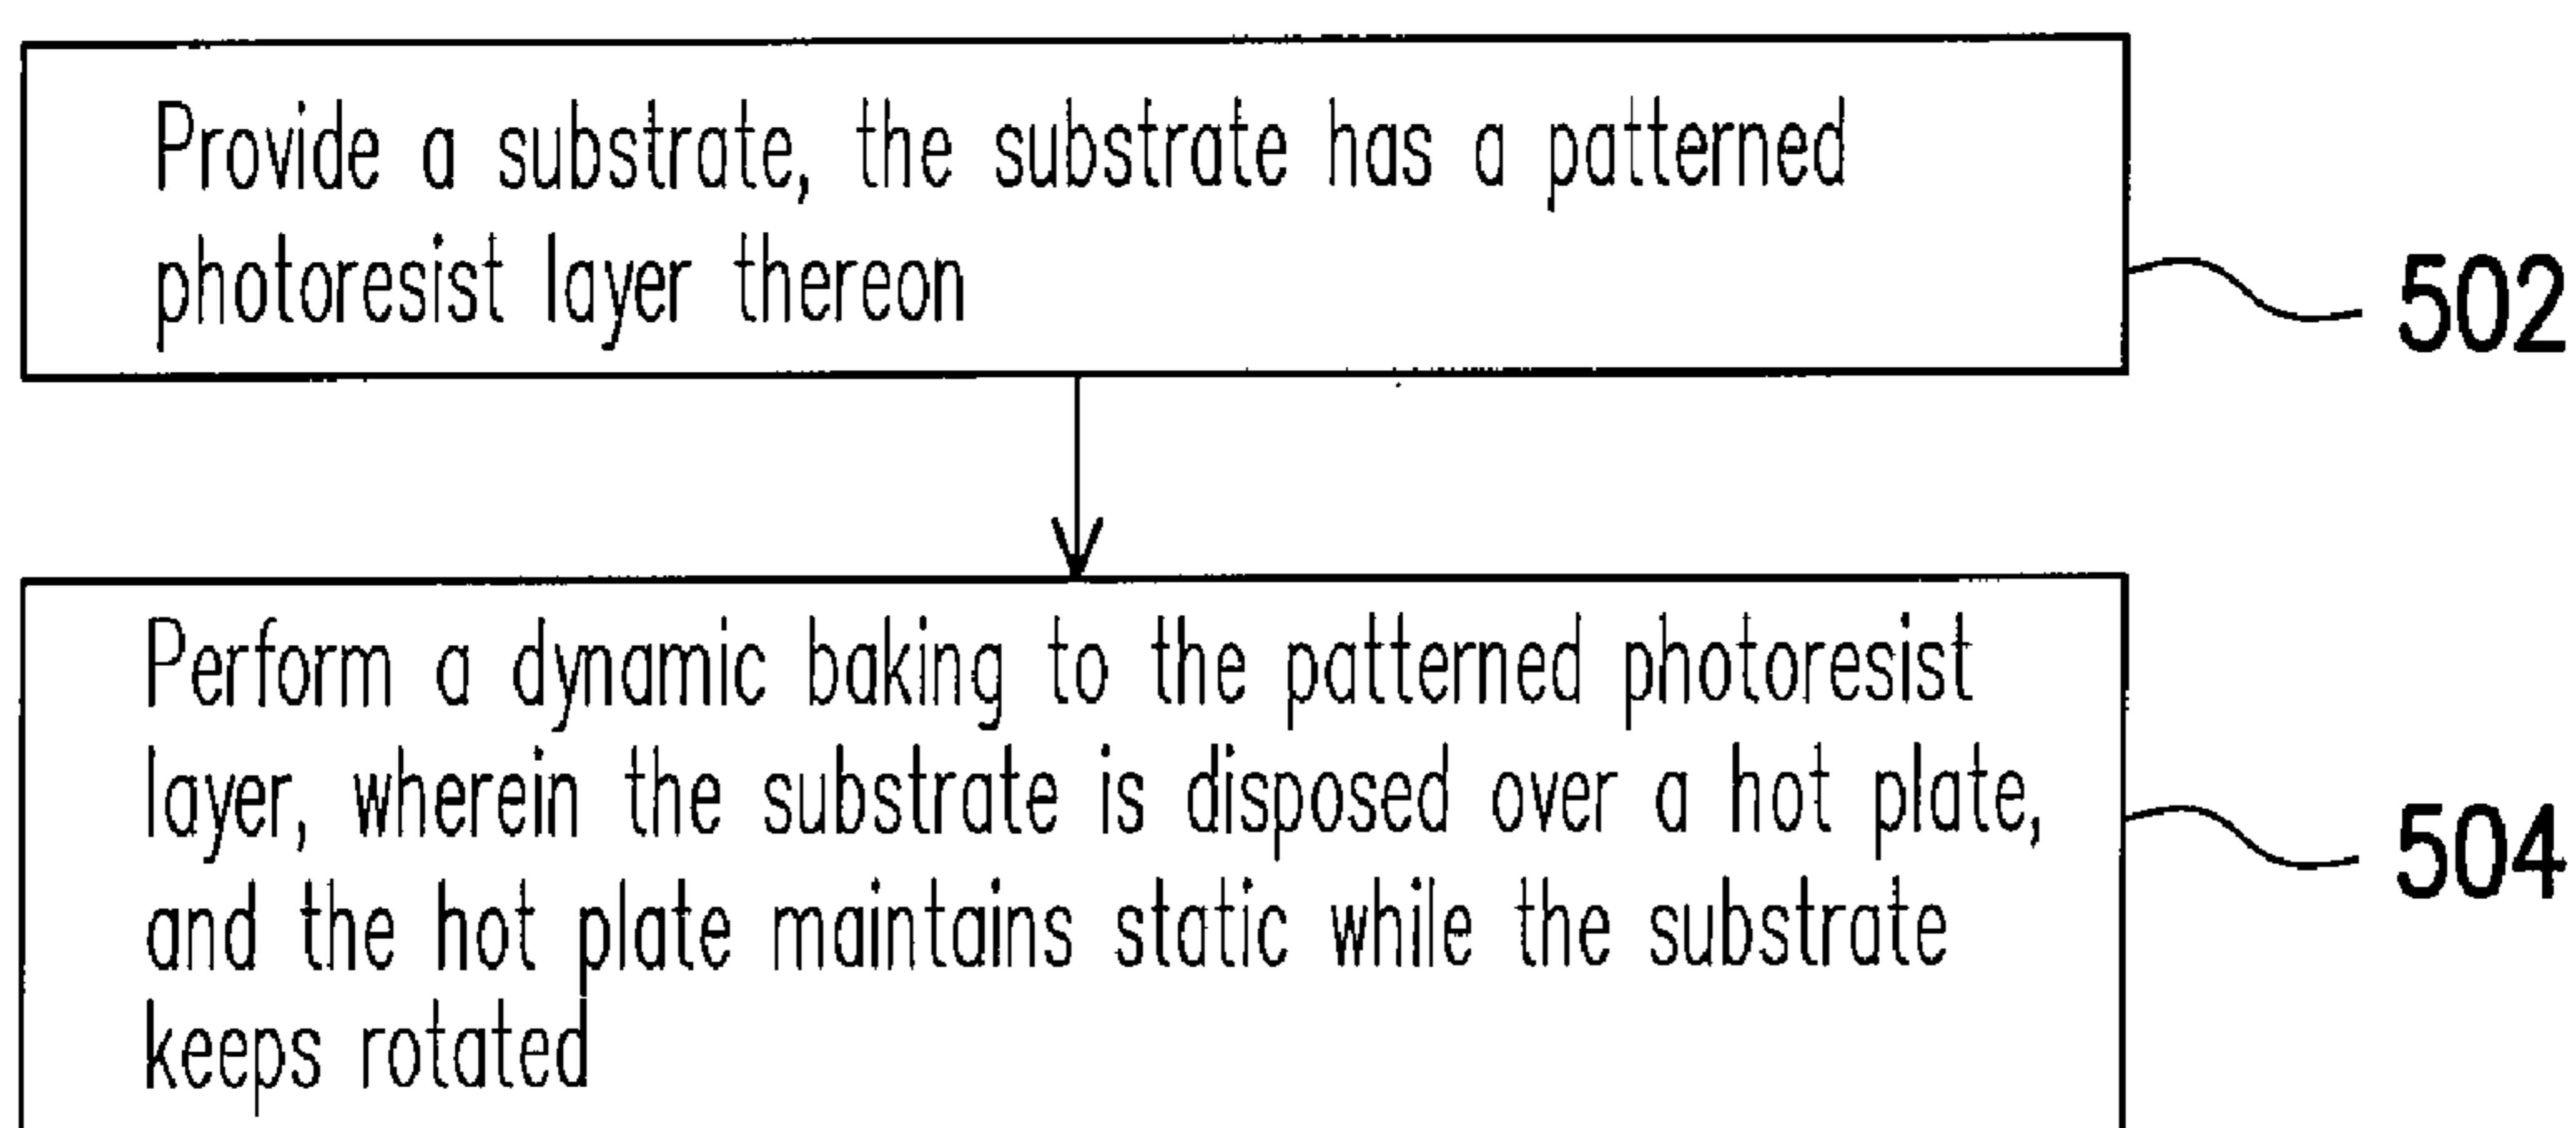 Provide a substrate, the substrate has a patterned
photoresist layer thereon
502
Perform a dynamic baking to the patterned photoresist
layer, wherein the substrate is disposed over a hot plate,
and the hot plate maintains static while the substrate
keeps rotated
504